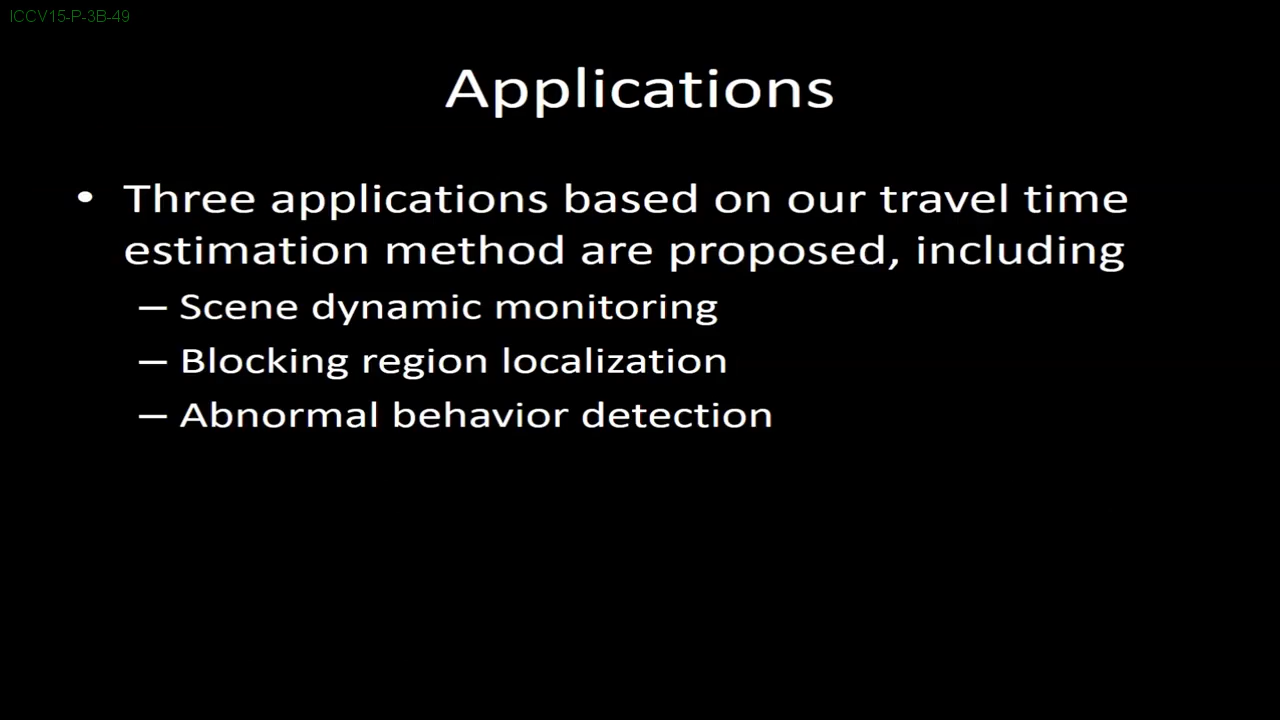 ICCV15-P-3B-49
Applications
• Three applications based on our travel time
estimation method are proposed, including
– Scene dynamic monitoring
– Blocking region localization
– Abnormal behavior detection